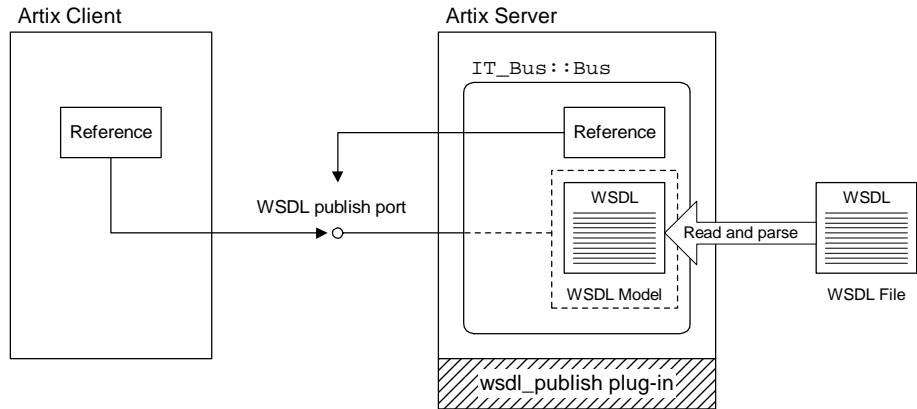 Artix Client
Artix Server
IT_Bus::Bus
Reference
Reference
WSDL publish port
WSDL
Read and parse
WSDL
WSDL Model
WSDL File
wsdl_publish plug-in